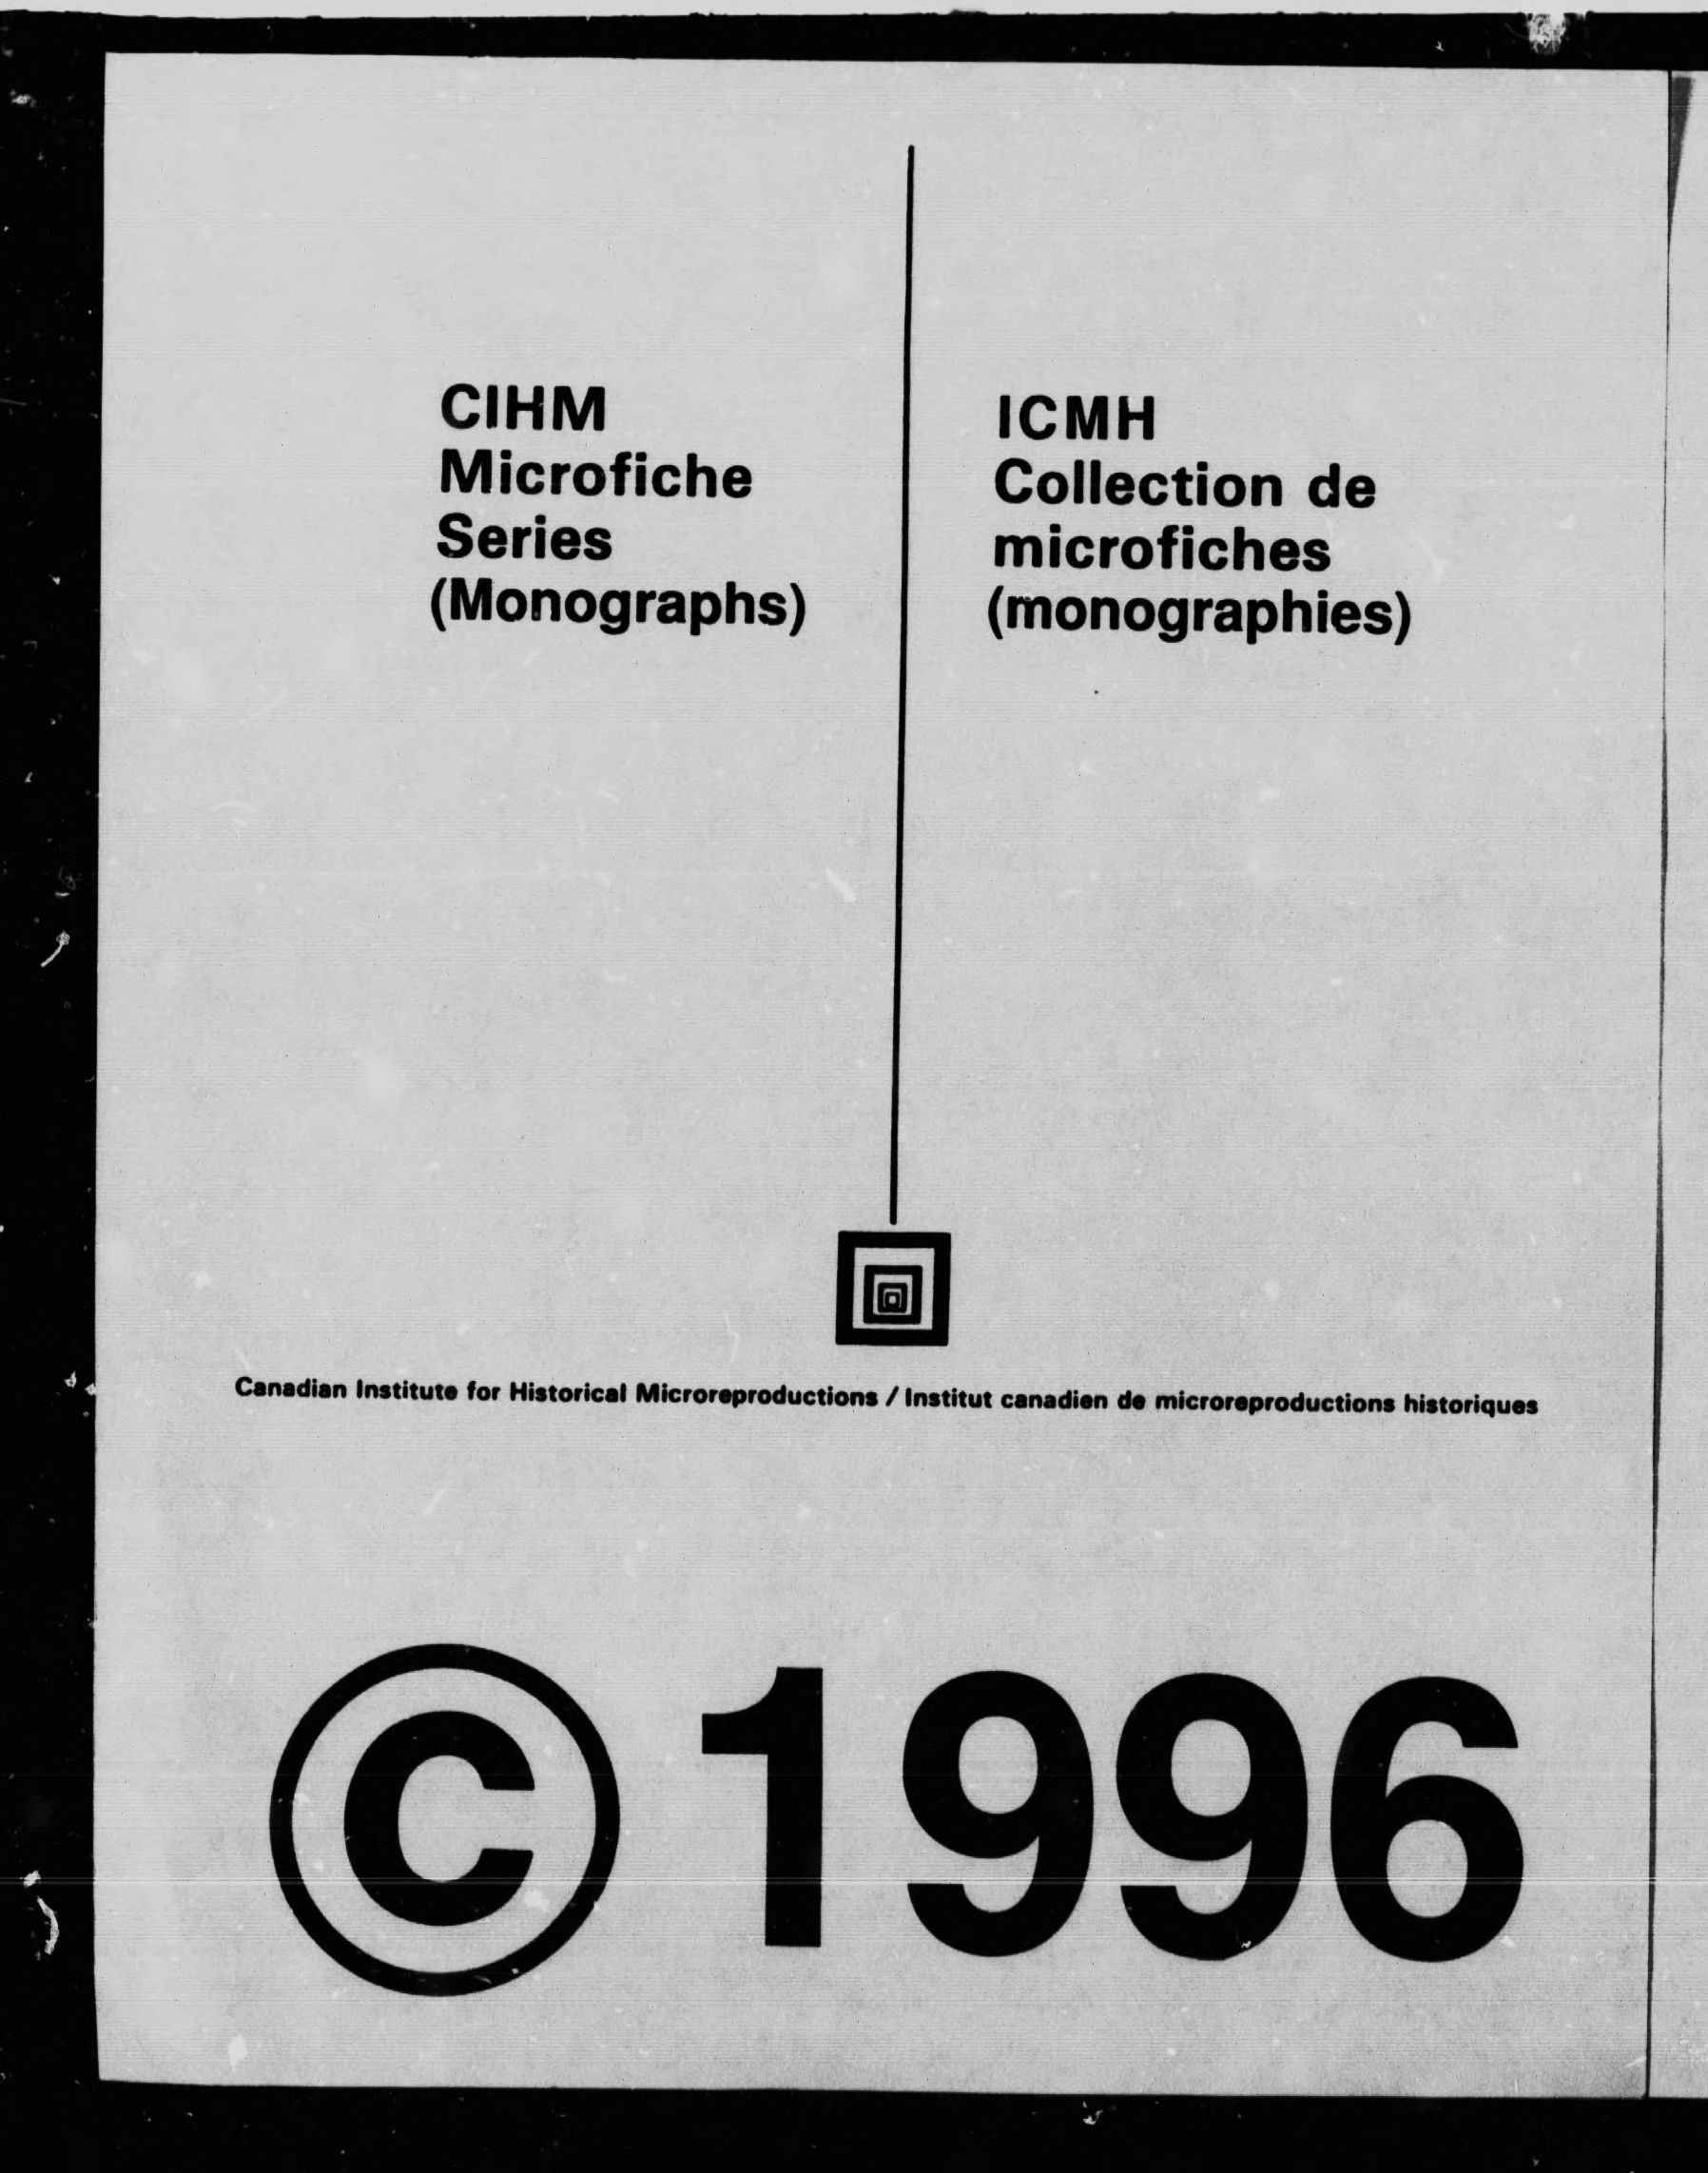 CIHM
Microfiche
Series
(Monographs)
ICMH
Collection de
microfiches
(monographies)
Canadian Institute for Historical Microreproductions / Institut canadien de microreproductions historiques
© 1996